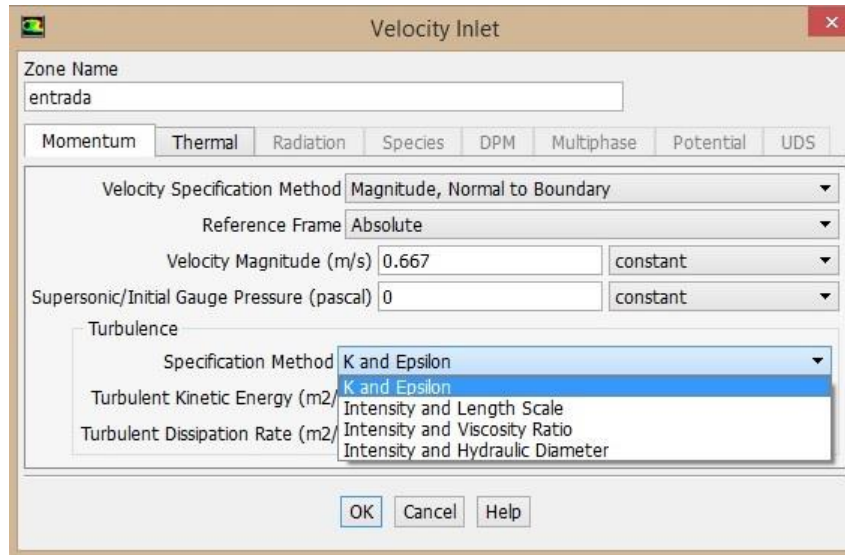 Velocity Inlet
Zone Name
entrada
Momentum Thermal Radiation Species DPM Multiphase Potential UDS
Velocity Specification Method Magnitude, Normal to Boundary
Reference Frame Absolute
Velocity Magnitude (m/s) 0.667 constant
Supersonic/Initial Gauge Pressure (pascal) 0 constant
Turbulence
Specification Method K and Epsilon
K and Epsilon
Turbulent Kinetic Energy (m2/
Intensity and Length Scale
Turbulent Dissipation Rate (m2/
Intensity and Viscosity Ratio
Intensity and Hydraulic Diameter
OK Cancel Help